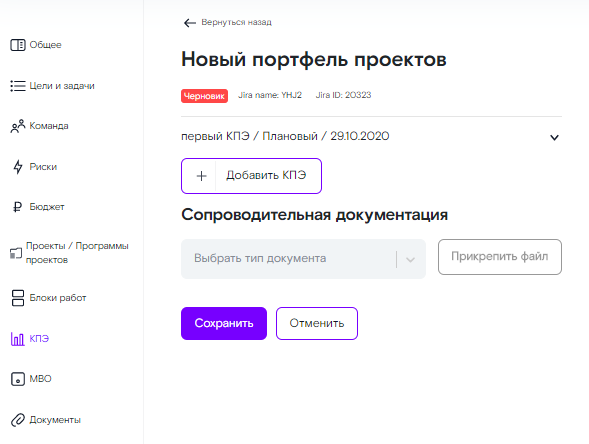 Вернуться назад
Новый портфель проектов
Черновик Jira name: YHJ2 Jira ID: 20323
первый КПЭ / Плановый / 29.10.2020
Добавить КПЭ
Сопроводительная документация
Выбрать тип документа
Прикрепить файл
Сохранить
Отменить
Общее
Цели и задачи
Команда
Риски
Бюджет
Проекты / Программы
проектов
Блоки работ
КПЭ
МВО
Документы